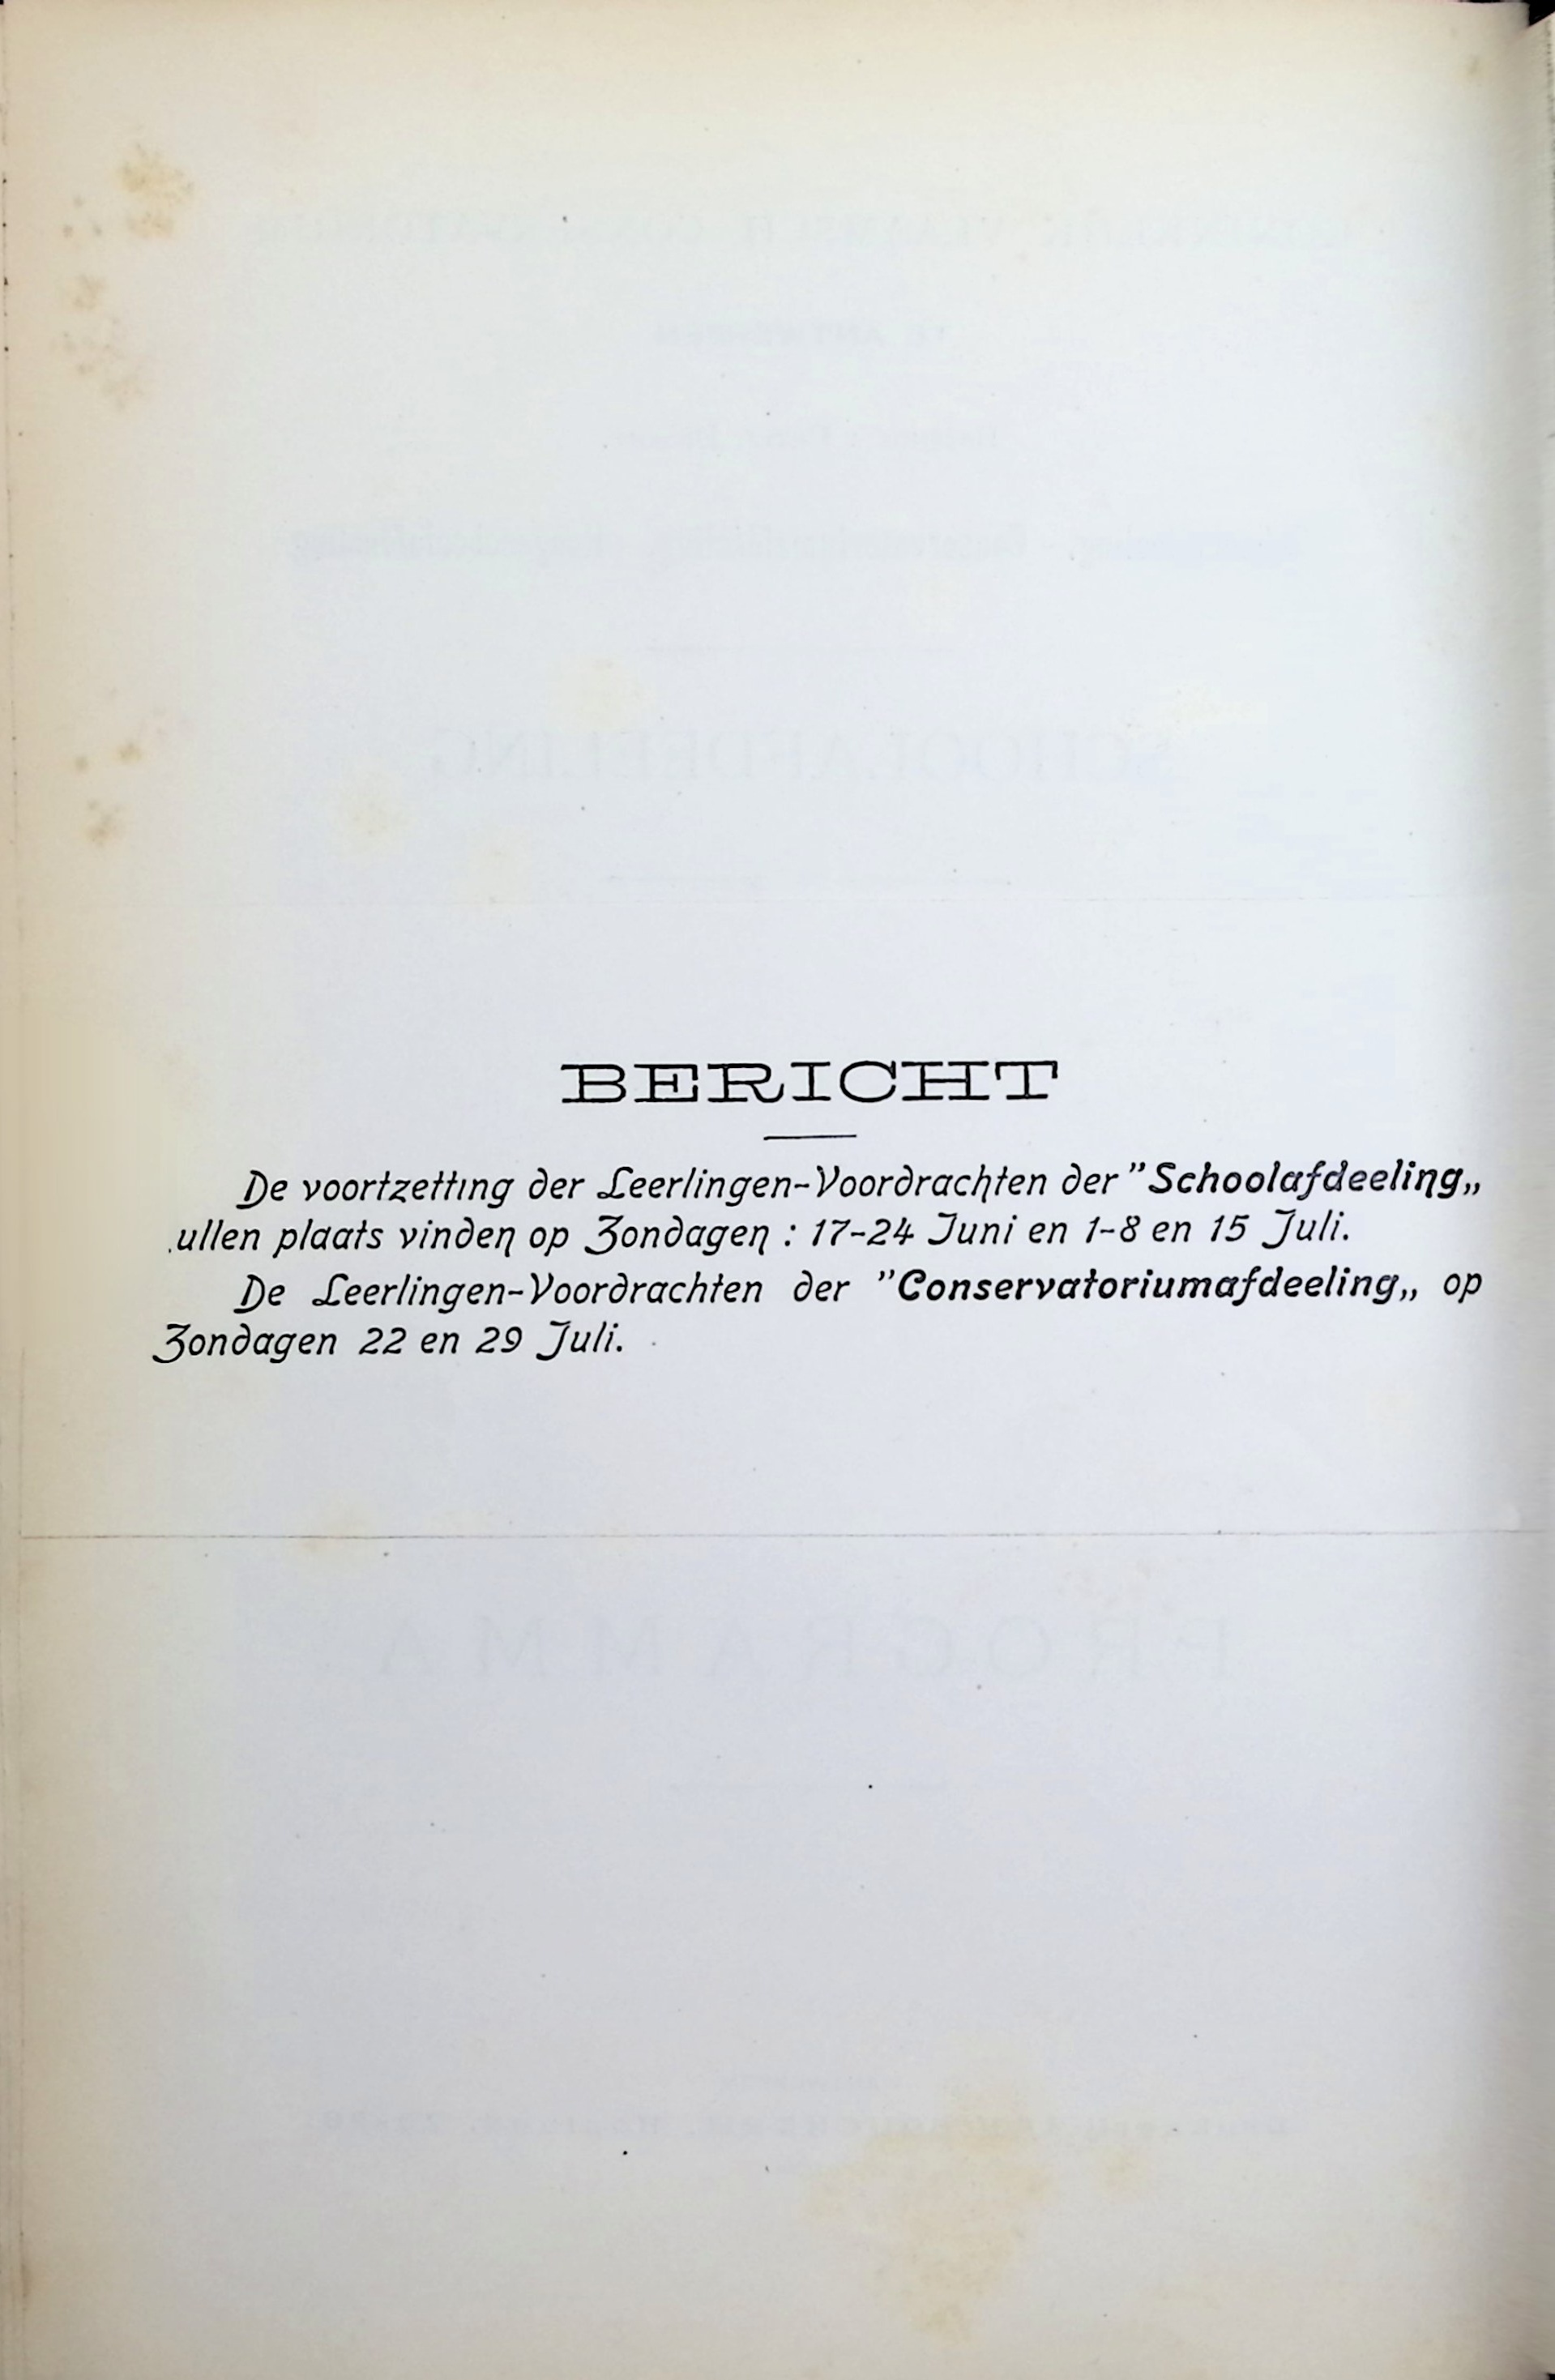 BERICHT
De voortzetting der Leerlingen-Voordrachten der "Schoolafdeeling„
ullen plaats vinden op Zondagen : 17-24 Juni en 1-8 en 15 Juli.
De Leerlingen-Voordrachten der "Conservatoriumafdeeling„ op
Zondagen 22 en 29 Juli.